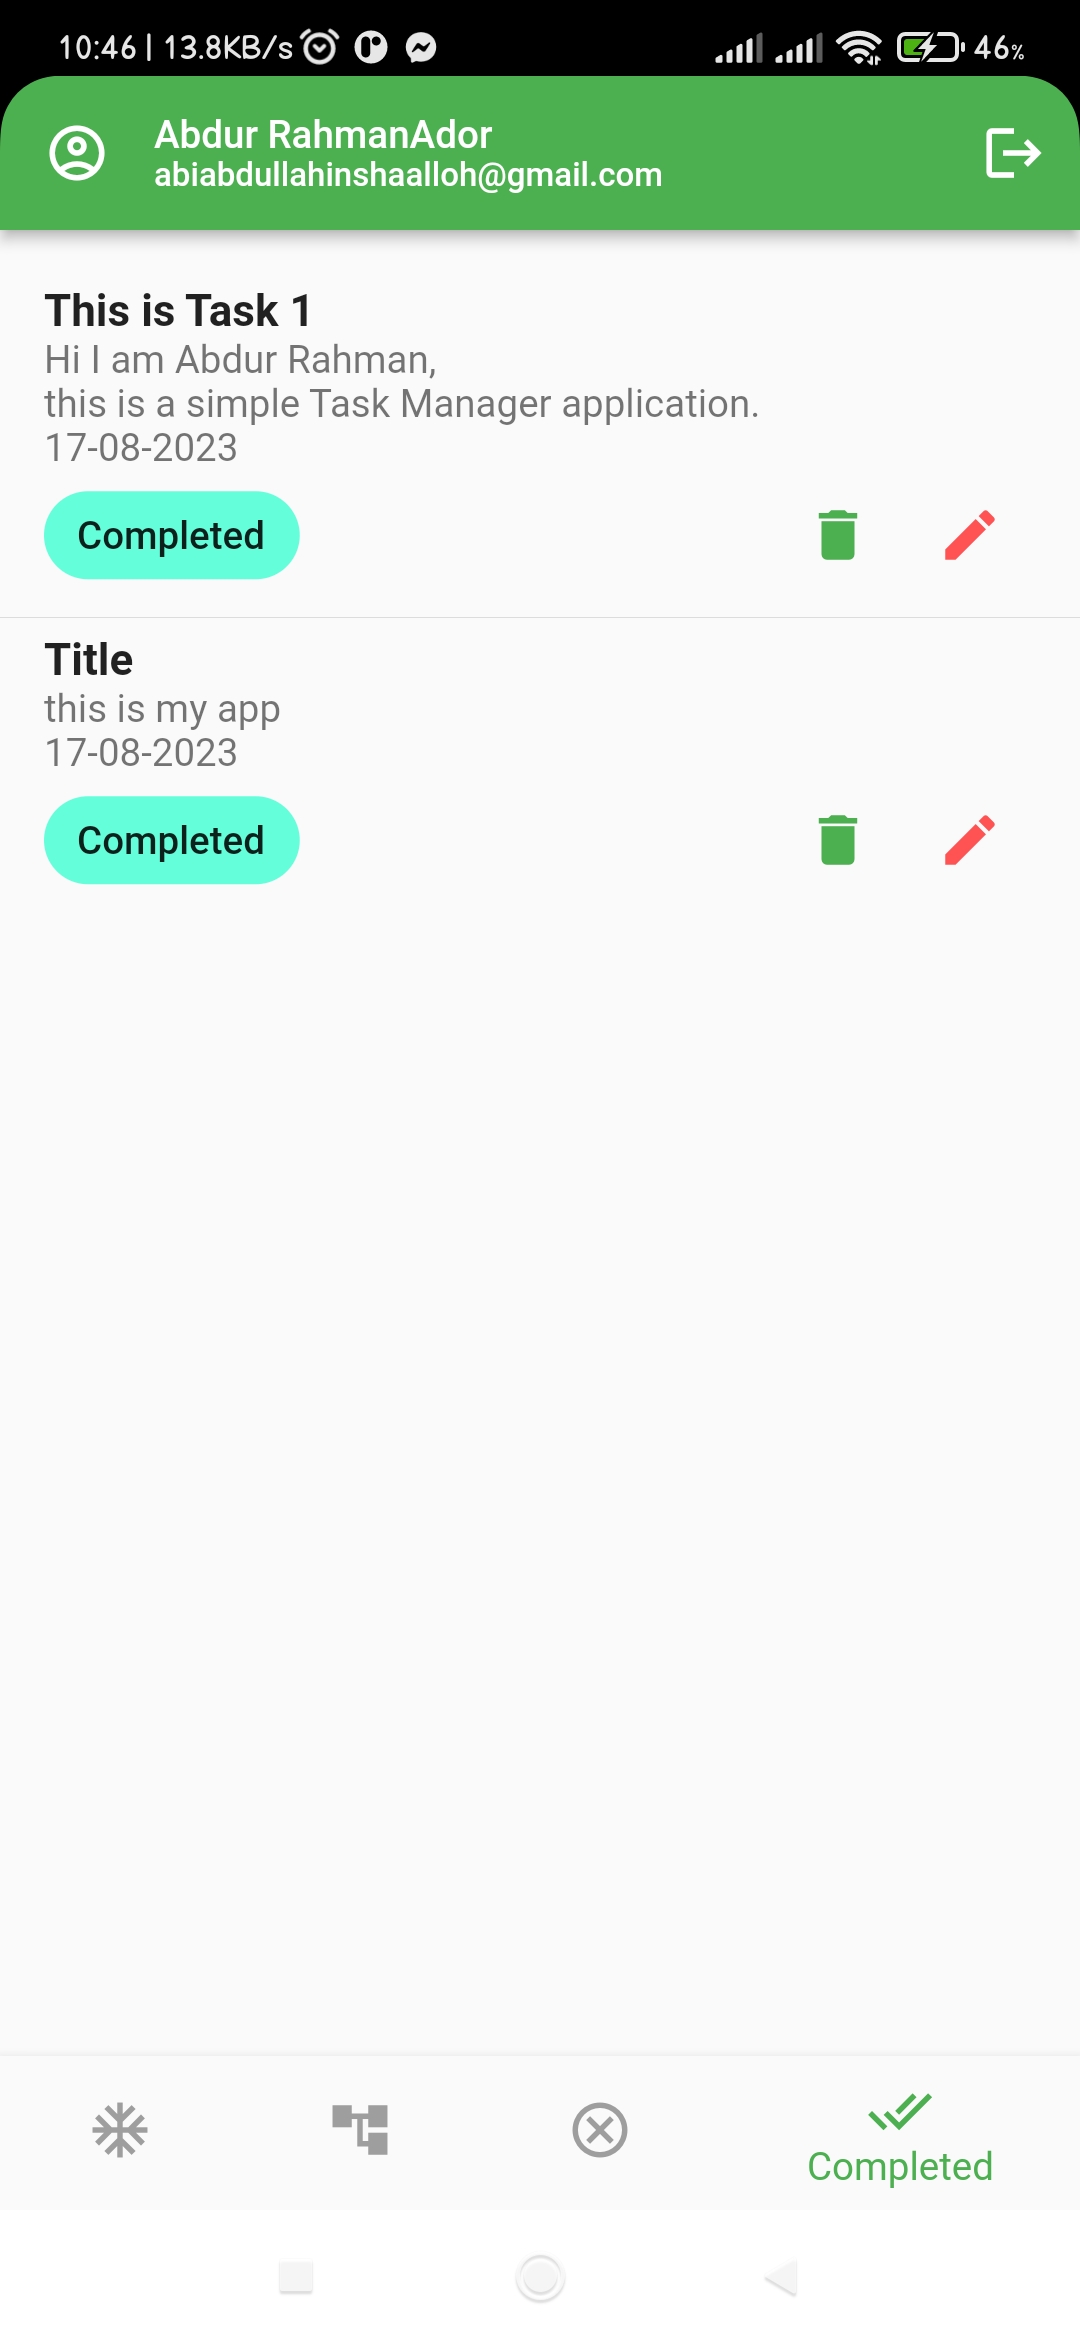 10:46 | 13.8KB/s 46%
Abdur RahmanAdor
abiabdullahinshaalloh@gmail.com
This is Task 1
Hi I am Abdur Rahman,
this is a simple Task Manager application.
17-08-2023
Completed
Title
this is my app
17-08-2023
Completed
Completed